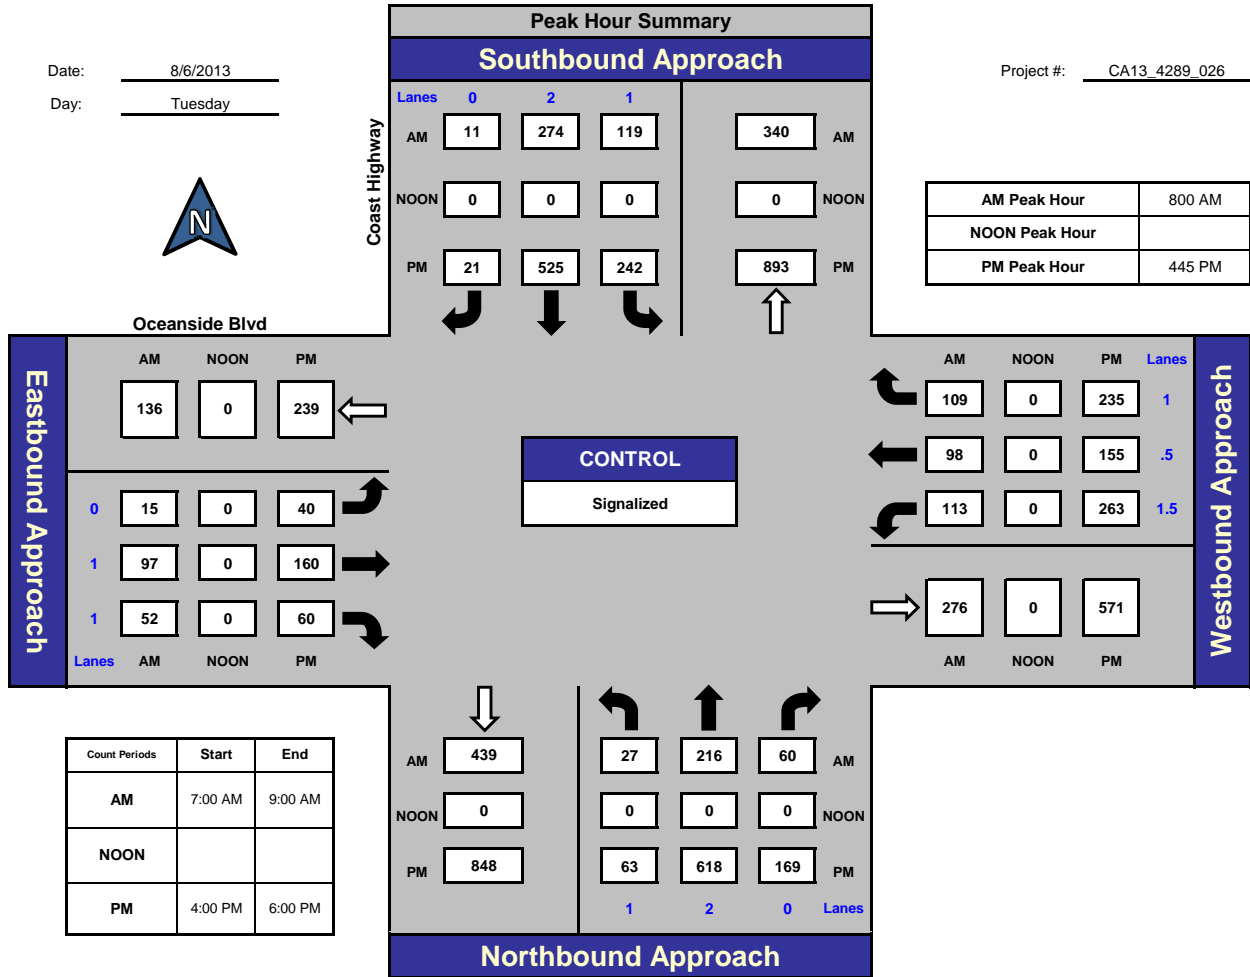 Peak Hour Summary
Southbound Approach
Date: 8/6/2013
Project #: CA13_4289_026
Day: Tuesday
Lanes 0 2 1
Coast Highway
AM 11 274 119 340 AM
NOON 0 0 0 0 NOON
PM 21 525 242 893 PM
N
AM Peak Hour 800 AM
NOON Peak Hour
PM Peak Hour 445 PM
Oceanside Blvd
Eastbound Approach
AM NOON PM
136 0 239
0 15 0 40
1 97 0 160
1 52 0 60
Lanes AM NOON PM
CONTROL
Signalized
AM NOON PM Lanes
109 0 235 1
98 0 155 .5
113 0 263 1.5
276 0 571
AM NOON PM
Westbound Approach
Count Periods Start End
AM 7:00 AM 9:00 AM
NOON
PM 4:00 PM 6:00 PM
AM 439 27 216 60 AM
NOON 0 0 0 0 NOON
PM 848 63 618 169 PM
1 2 0 Lanes
Northbound Approach